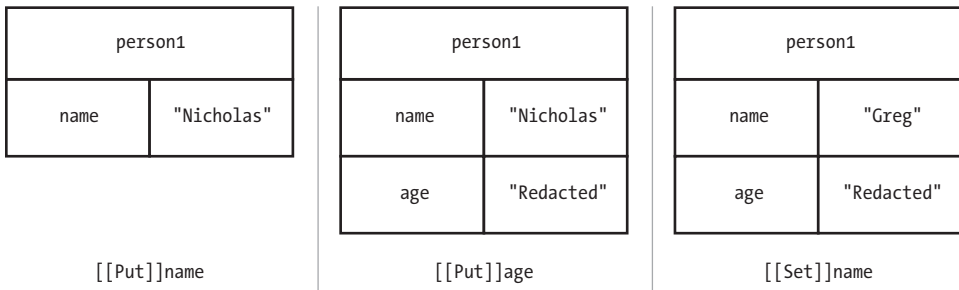 person1
name "Nicholas"
[[Put]]name
person1
name "Nicholas"
age "Redacted"
[[Put]]age
person1
name "Greg"
age "Redacted"
[[Set]]name